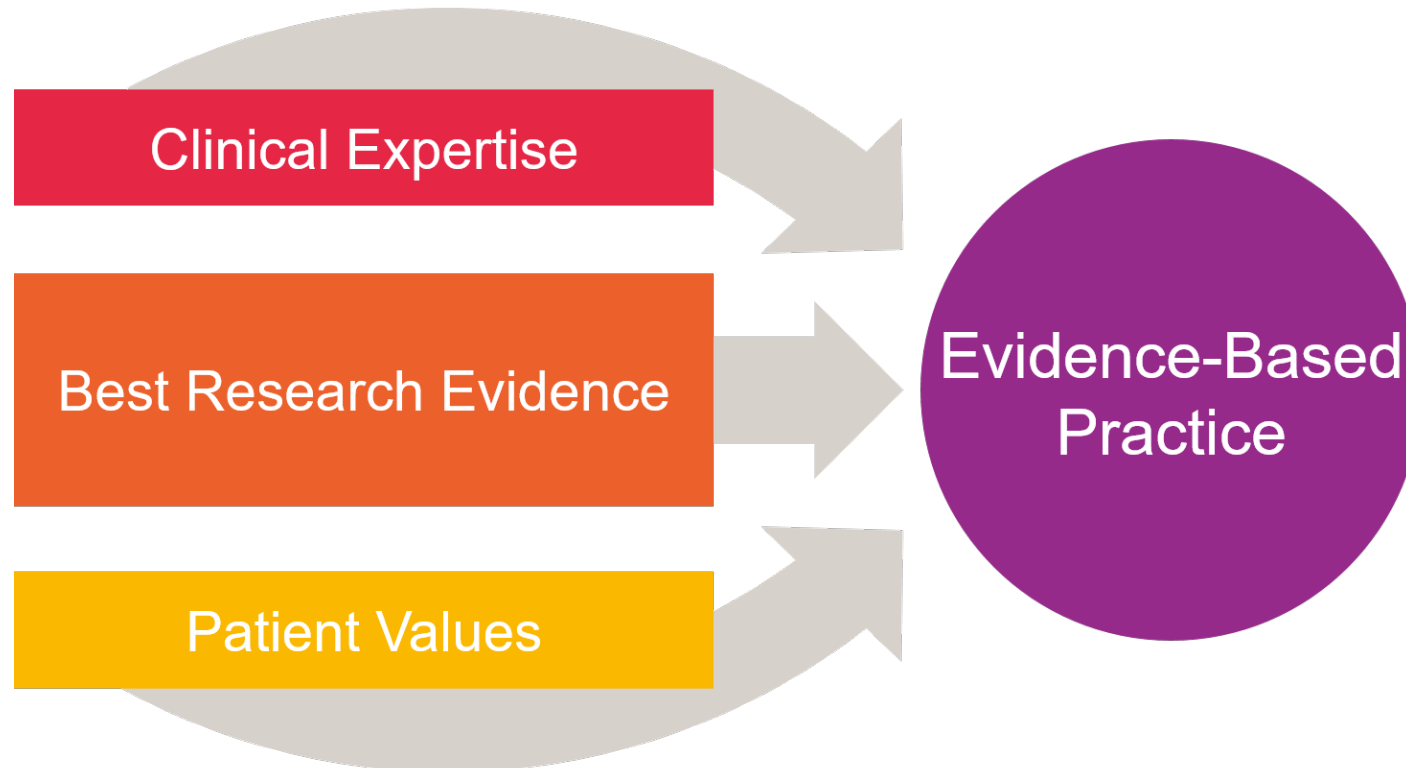 Clinical Expertise
Best Research Evidence
Patient Values
Evidence-Based
Practice